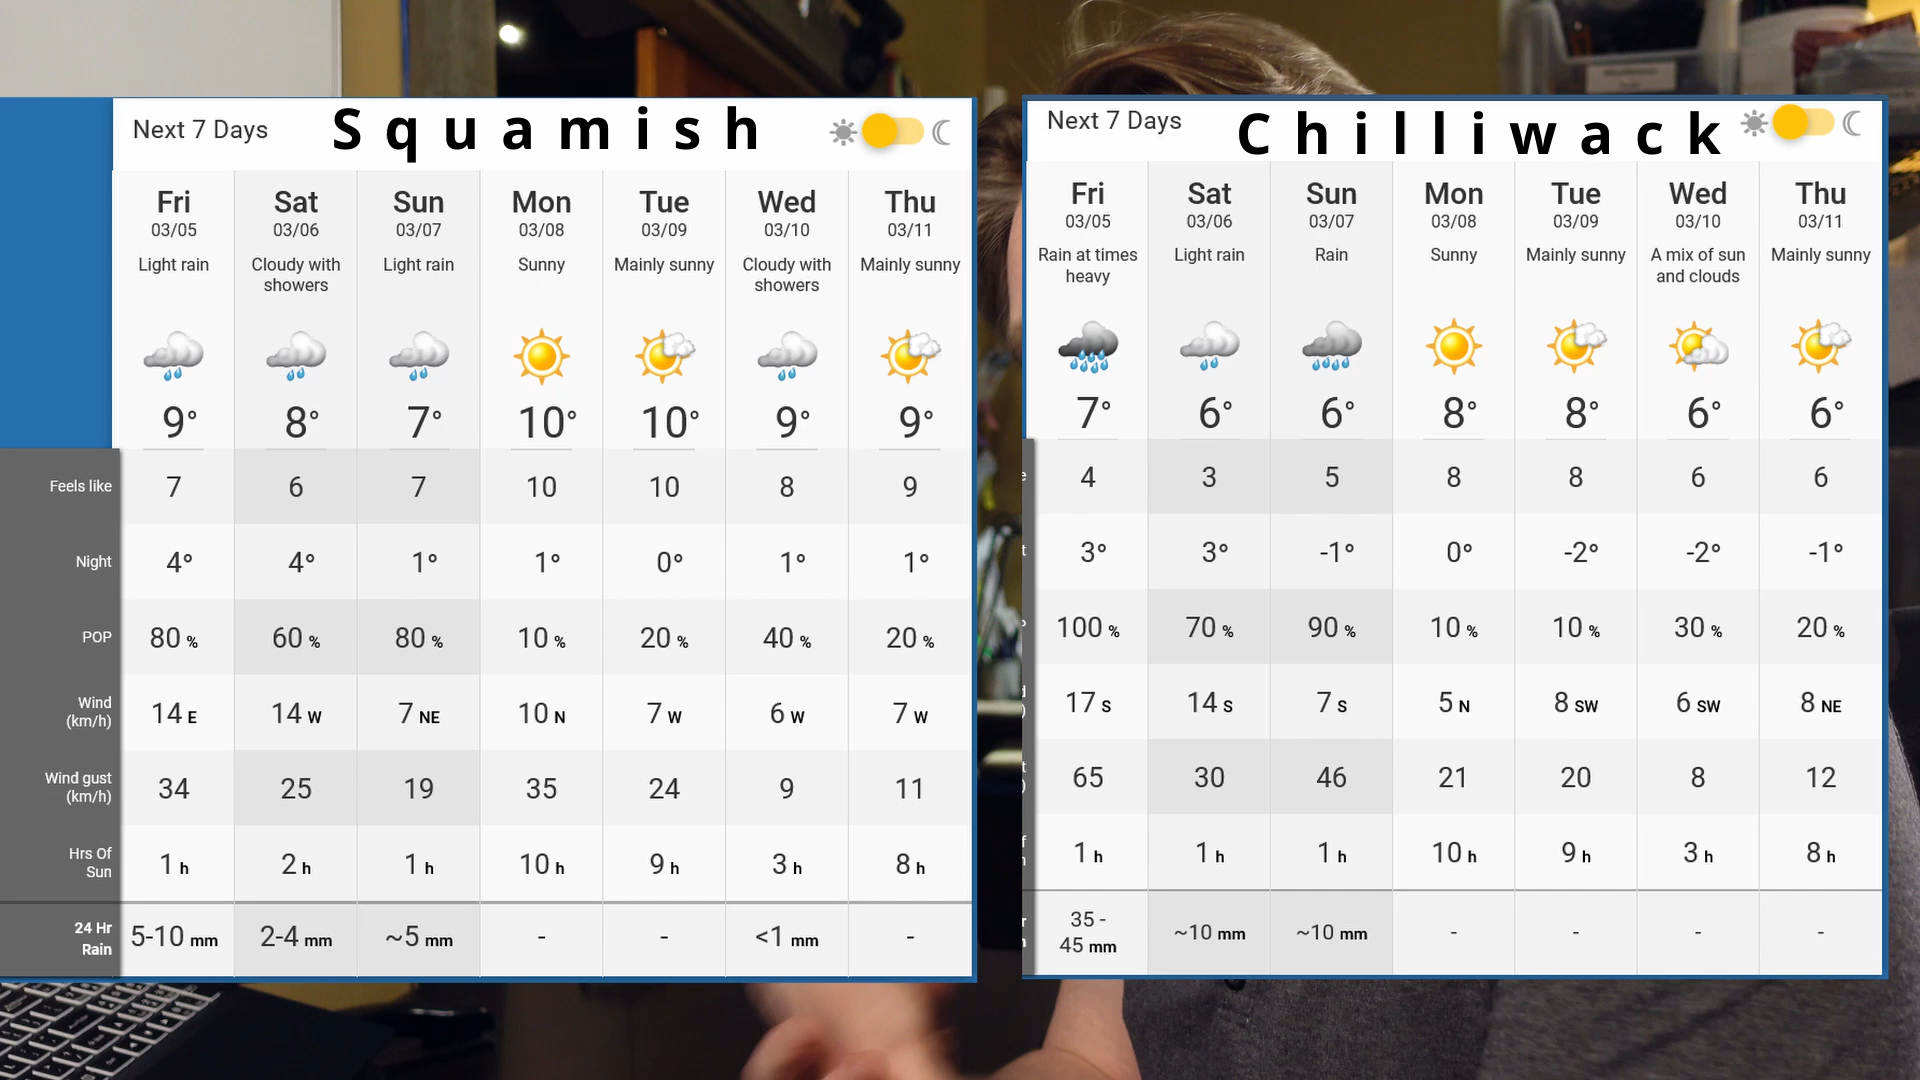 Next 7 Days
Squamish
Fri Sat Sun Mon Tue Wed Thu
03/05 03/06 03/07 03/08 03/09 03/10 03/11
Light rain Cloudy with showers Light rain Sunny Mainly sunny Cloudy with showers Mainly sunny
9° 8° 7° 10° 10° 9° 9°
Feels like 7 6 7 10 10 8 9
Night 4° 4° 1° 1° 0° 1° 1°
POP 80 % 60 % 80 % 10 % 20 % 40 % 20 %
Wind (km/h) 14 E 14 W 7 NE 10 N 7 W 6 W 7 W
Wind gust (km/h) 34 25 19 35 24 9 11
Hrs Of Sun 1 h 2 h 1 h 10 h 9 h 3 h 8 h
24 Hr Rain 5-10 mm 2-4 mm ~5 mm - - <1 mm -
Next 7 Days
Chilliwack
Fri Sat Sun Mon Tue Wed Thu
03/05 03/06 03/07 03/08 03/09 03/10 03/11
Rain at times heavy Light rain Rain Sunny Mainly sunny A mix of sun and clouds Mainly sunny
7° 6° 6° 8° 8° 6° 6°
4 3 5 8 8 6 6
3° 3° -1° 0° -2° -2° -1°
100 % 70 % 90 % 10 % 10 % 30 % 20 %
17 S 14 S 7 S 5 N 8 SW 6 SW 8 NE
65 30 46 21 20 8 12
1 h 1 h 1 h 10 h 9 h 3 h 8 h
35 - 45 mm ~10 mm ~10 mm - - - -